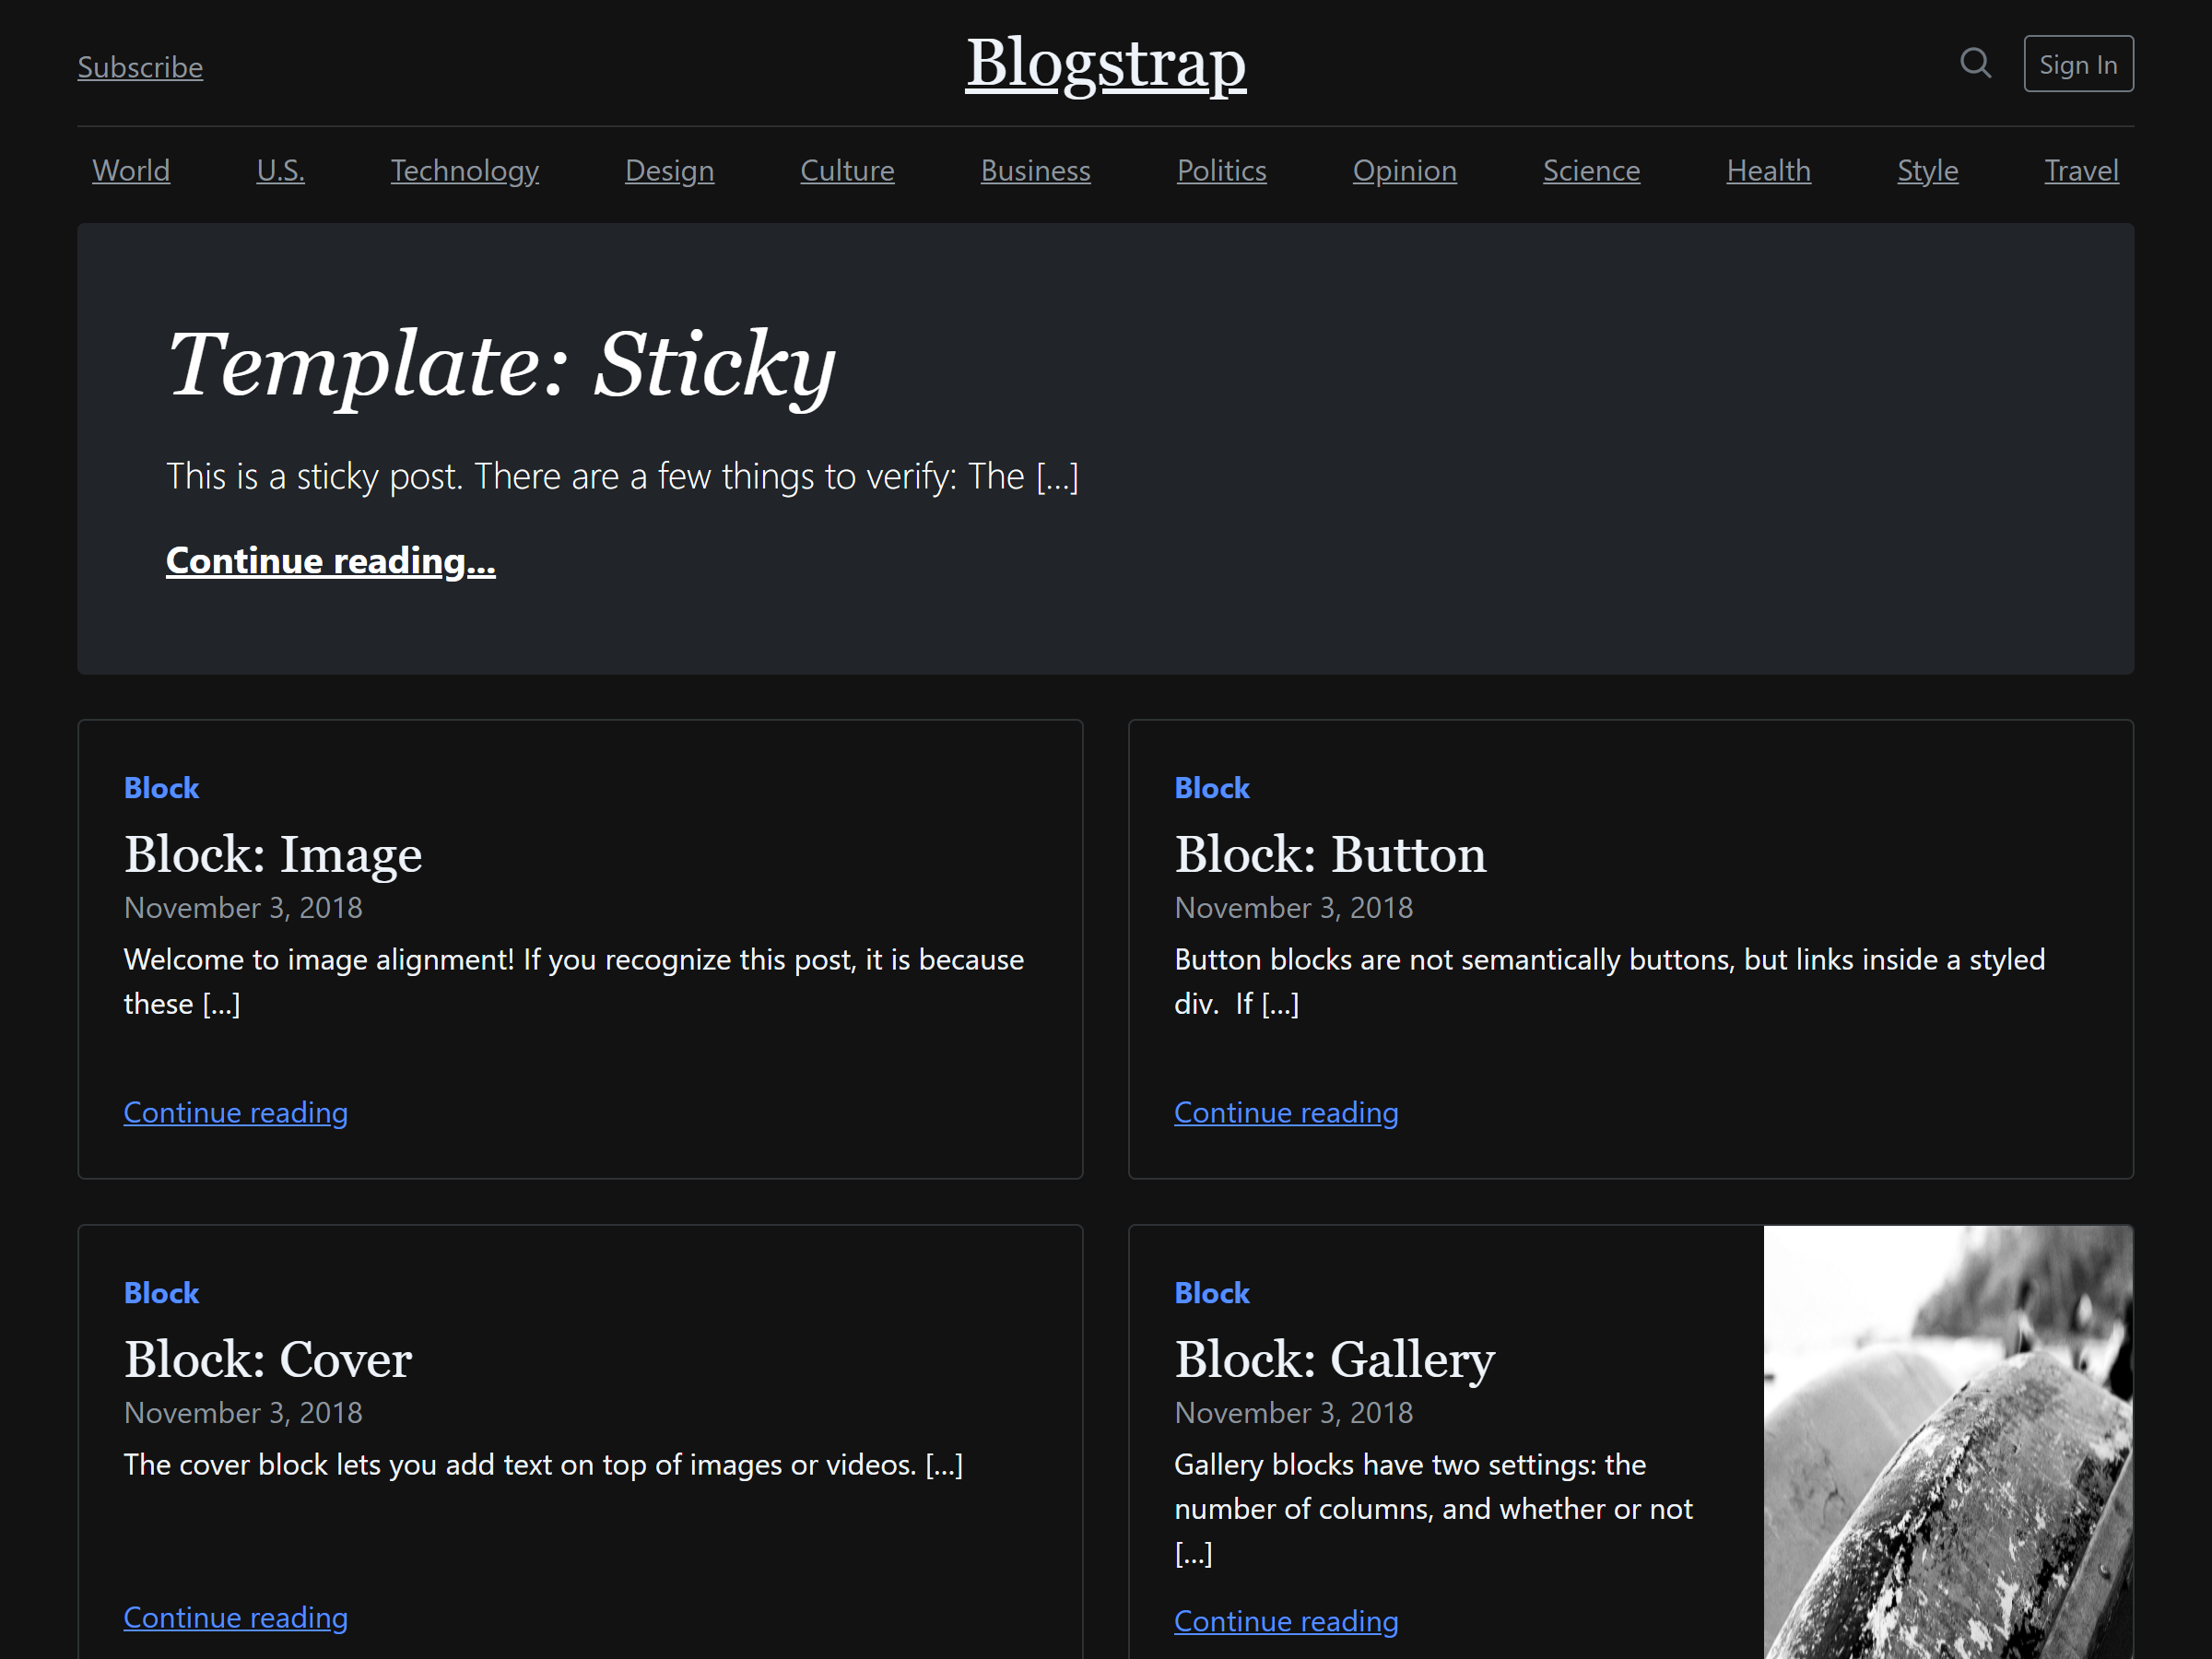 Subscribe
Blogstrap
Sign In
World U.S. Technology Design Culture Business Politics Opinion Science Health Style Travel
Template: Sticky
This is a sticky post. There are a few things to verify: The [...]
Continue reading...
Block
Block: Image
November 3, 2018
Welcome to image alignment! If you recognize this post, it is because
these [...]
Continue reading
Block
Block: Button
November 3, 2018
Button blocks are not semantically buttons, but links inside a styled
div.  If [...]
Continue reading
Block
Block: Cover
November 3, 2018
The cover block lets you add text on top of images or videos. [...]
Continue reading
Block
Block: Gallery
November 3, 2018
Gallery blocks have two settings: the
number of columns, and whether or not
[...]
Continue reading